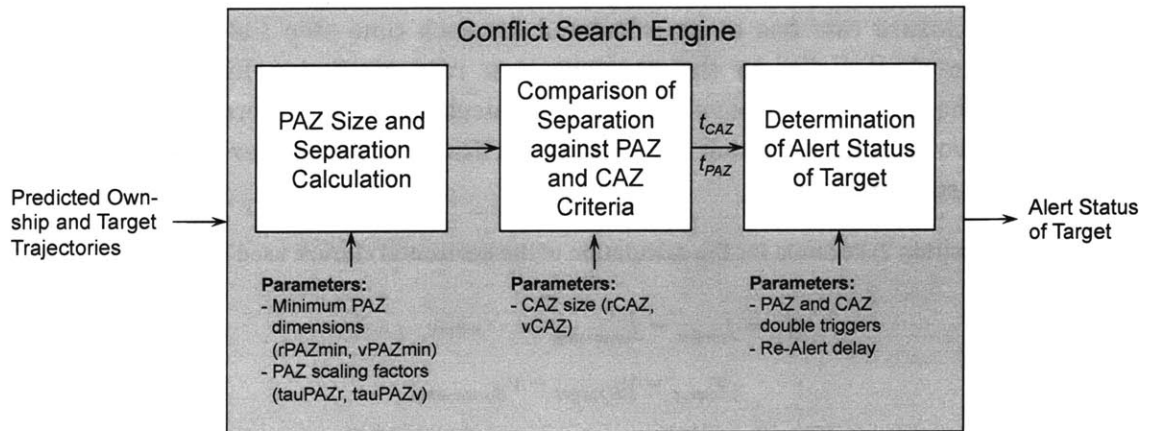 Conflict Search Engine
Predicted Own-
ship and Target
Trajectories
PAZ Size and
Separation
Calculation
Comparison of
Separation
against PAZ
and CAZ
Criteria
tCAZ
tPAZ
Determination
of Alert Status
of Target
Alert Status
of Target
Parameters:
- Minimum PAZ
dimensions
(rPAZmin, vPAZmin)
- PAZ scaling factors
(tauPAZr, tauPAZv)
Parameters:
- CAZ size (rCAZ,
vCAZ)
Parameters:
- PAZ and CAZ
double triggers
- Re-Alert delay